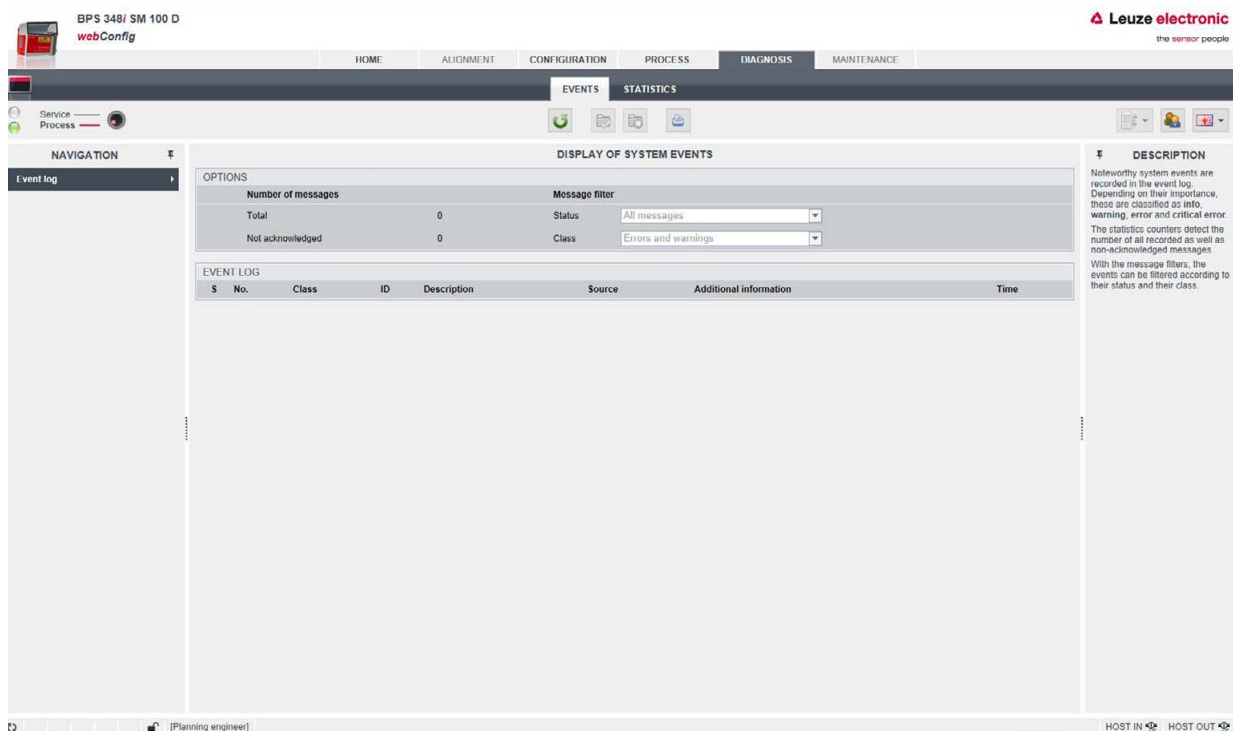 BPS 348i SM 100 D
webConfig
Leuze electronic
the sensor people
HOME ALIGNMENT CONFIGURATION PROCESS DIAGNOSIS MAINTENANCE
EVENTS STATISTICS
Service
Process
NAVIGATION
Event log
DISPLAY OF SYSTEM EVENTS
OPTIONS
Number of messages Message filter
Total 0 Status All messages
Not acknowledged 0 Class Errors and warnings
EVENT LOG
S No. Class ID Description Source Additional information Time
DESCRIPTION
Noteworthy system events are
recorded in the event log.
Depending on their importance,
these are classified as info,
warning, error and critical error.
The statistics counters detect the
number of all recorded as well as
non-acknowledged messages.
With the message filters, the
events can be filtered according to
their status and their class.
[Planning engineer]
HOST IN HOST OUT